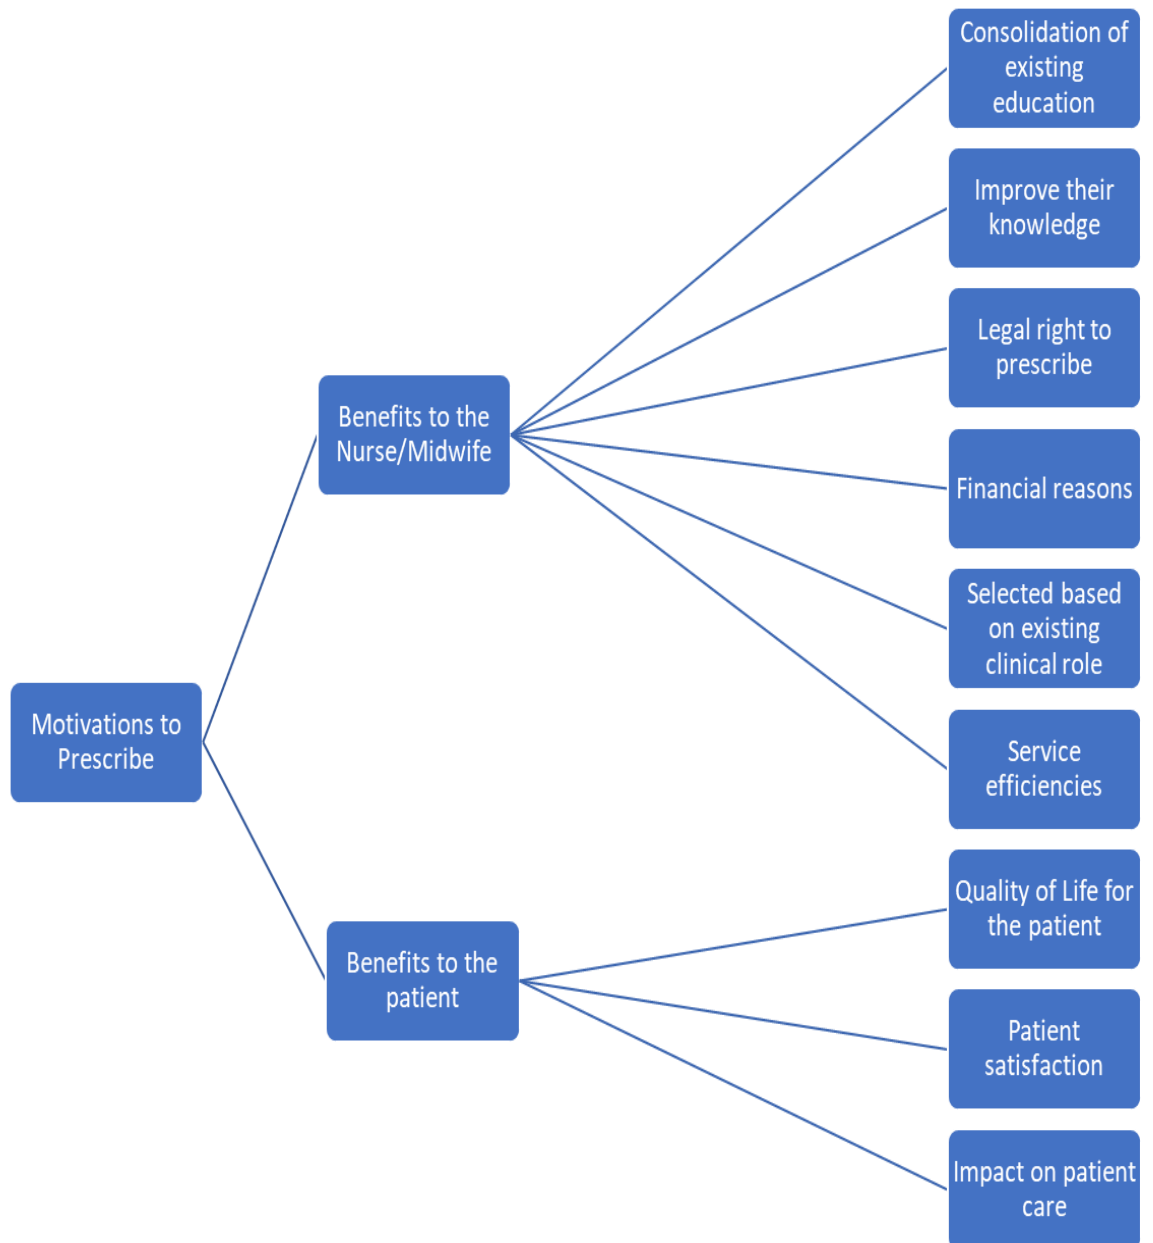 Motivations to
Prescribe
Benefits to the
Nurse/Midwife
Consolidation of
existing
education
Improve their
knowledge
Legal right to
prescribe
Financial reasons
Selected based
on existing
clinical role
Service
efficiencies
Benefits to the
patient
Quality of Life for
the patient
Patient
satisfaction
Impact on patient
care